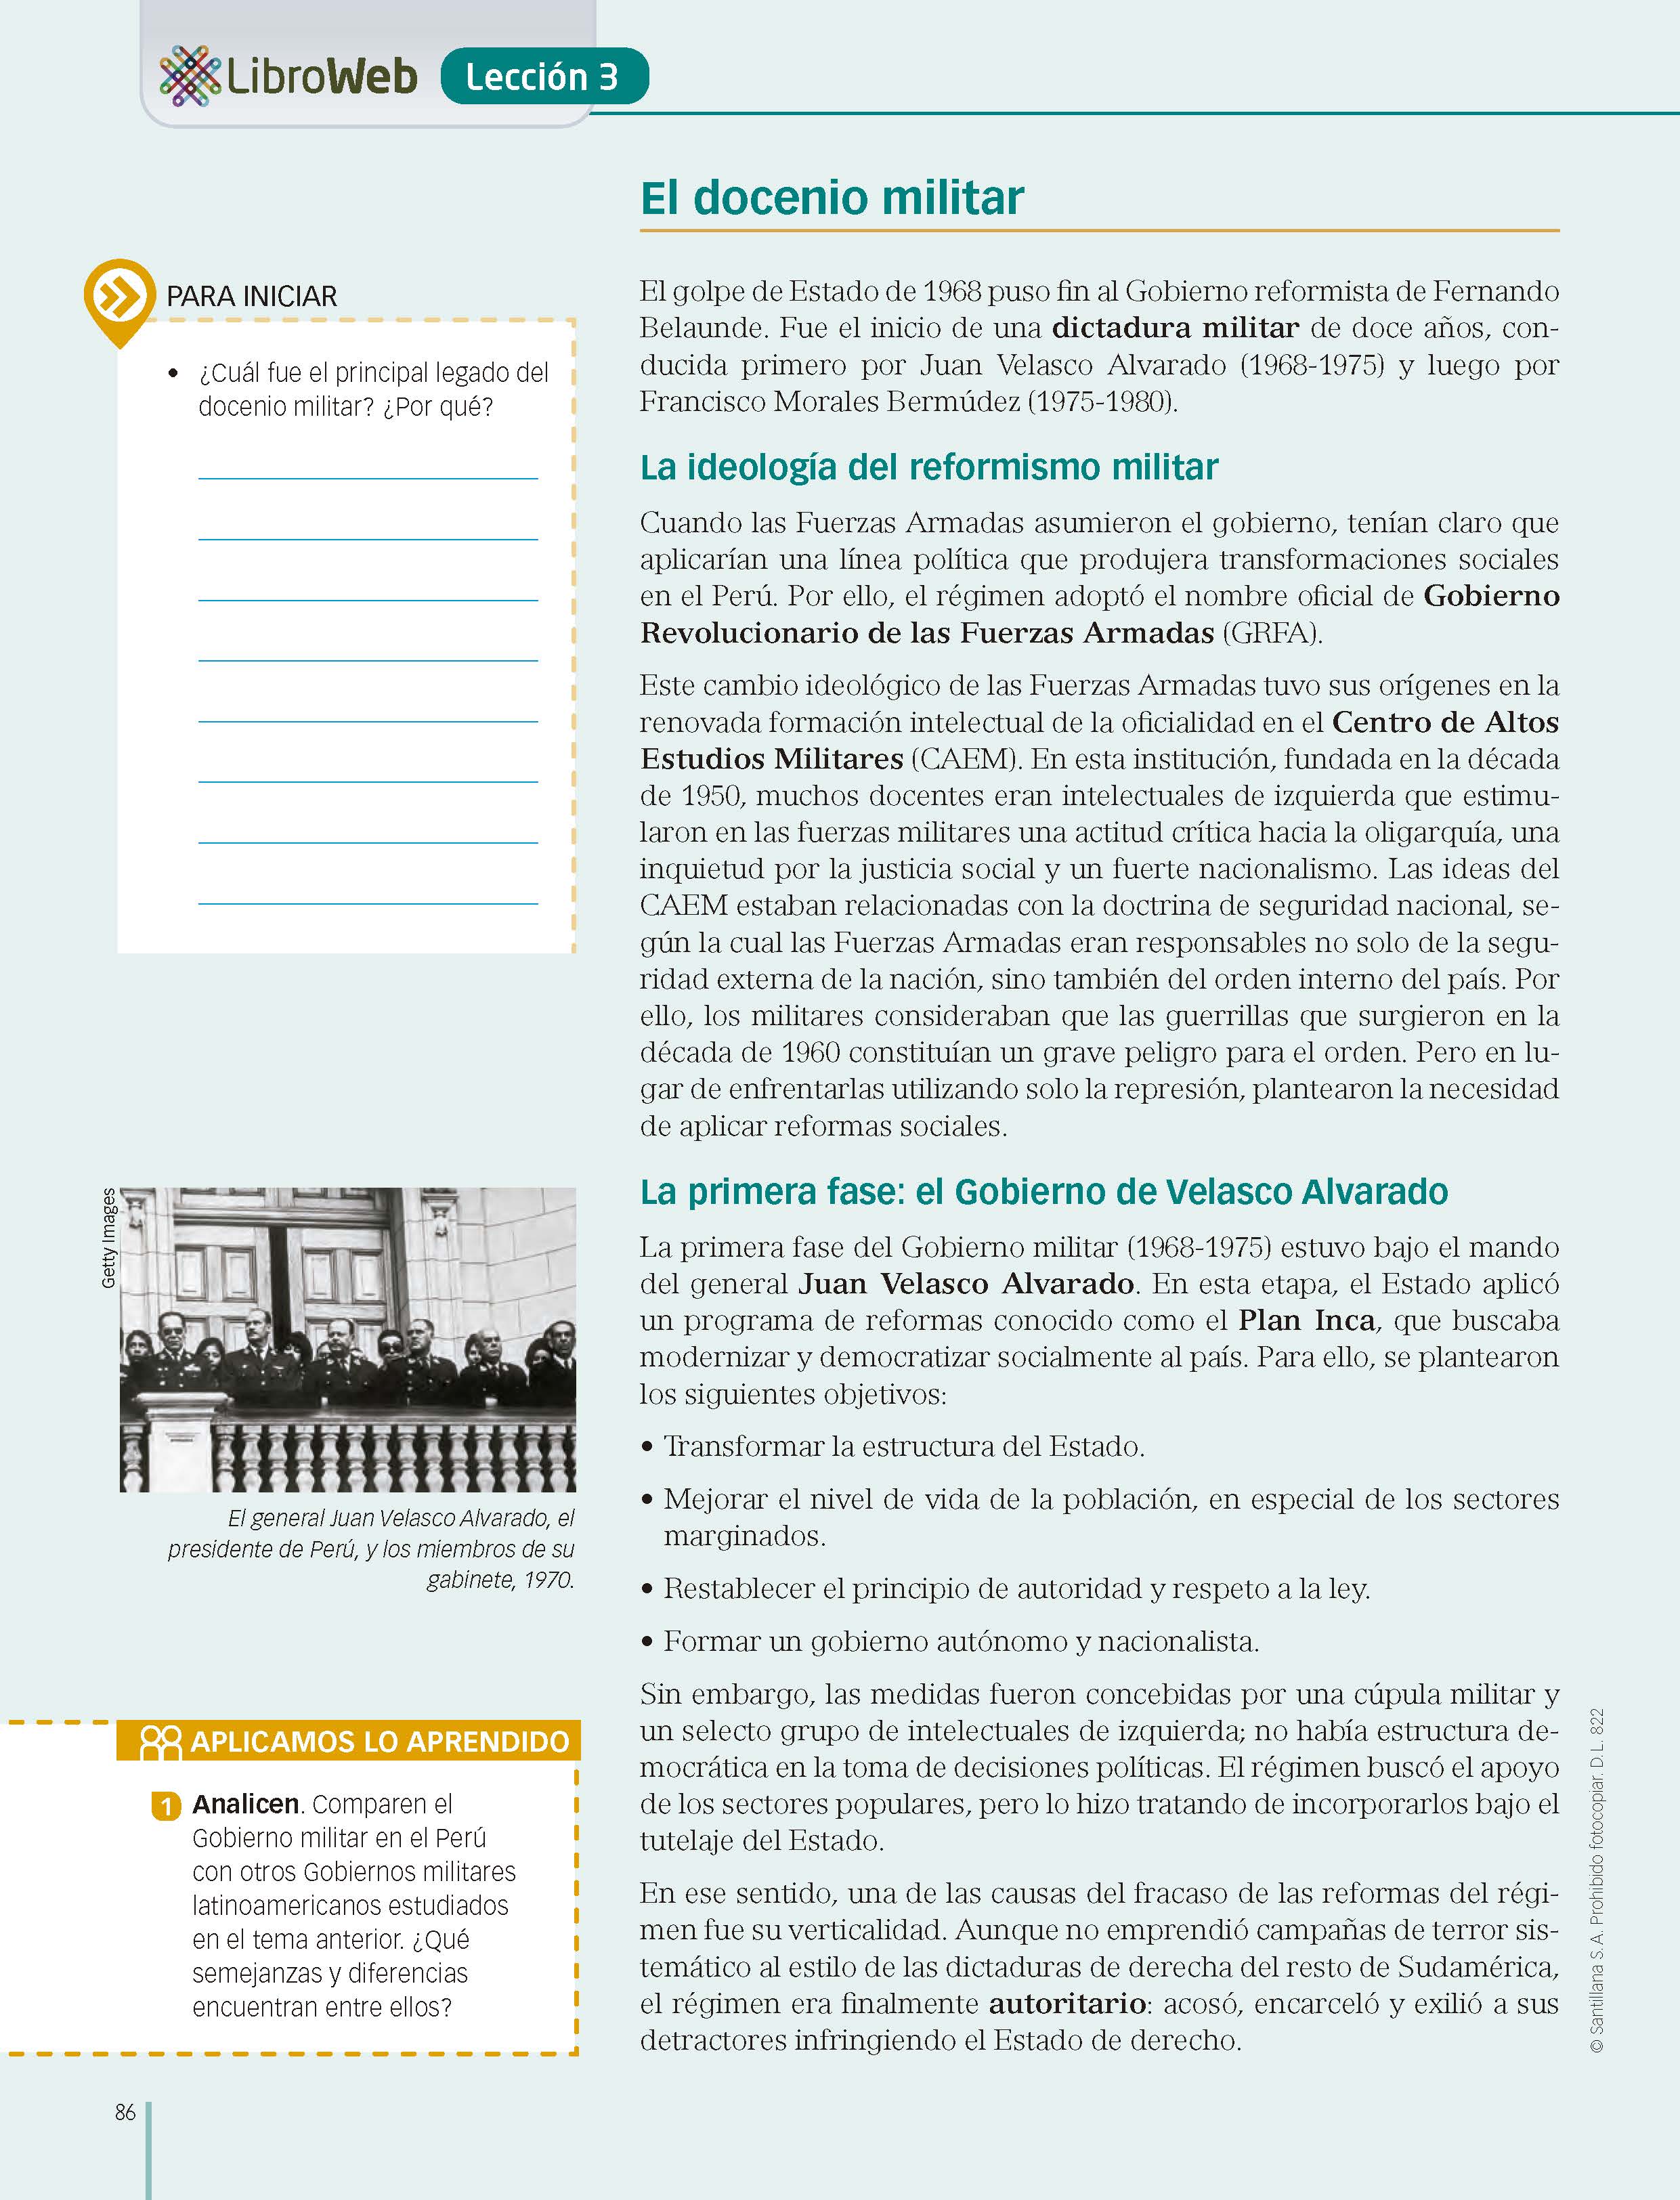 LibroWeb
Lección 3
El docenio militar
PARA INICIAR
• ¿Cuál fue el principal legado del
docenio militar? ¿Por qué?
El golpe de Estado de 1968 puso fin al Gobierno reformista de Fernando
Belaunde. Fue el inicio de una dictadura militar de doce años, con-
ducida primero por Juan Velasco Alvarado (1968-1975) y luego por
Francisco Morales Bermúdez (1975-1980).
La ideología del reformismo militar
Cuando las Fuerzas Armadas asumieron el gobierno, tenían claro que
aplicarían una línea política que produjera transformaciones sociales
en el Perú. Por ello, el régimen adoptó el nombre oficial de Gobierno
Revolucionario de las Fuerzas Armadas (GRFA).
Este cambio ideológico de las Fuerzas Armadas tuvo sus orígenes en la
renovada formación intelectual de la oficialidad en el Centro de Altos
Estudios Militares (CAEM). En esta institución, fundada en la década
de 1950, muchos docentes eran intelectuales de izquierda que estimu-
laron en las fuerzas militares una actitud crítica hacia la oligarquía, una
inquietud por la justicia social y un fuerte nacionalismo. Las ideas del
CAEM estaban relacionadas con la doctrina de seguridad nacional, se-
gún la cual las Fuerzas Armadas eran responsables no solo de la segu-
ridad externa de la nación, sino también del orden interno del país. Por
ello, los militares consideraban que las guerrillas que surgieron en la
década de 1960 constituían un grave peligro para el orden. Pero en lu-
gar de enfrentarlas utilizando solo la represión, plantearon la necesidad
de aplicar reformas sociales.
La primera fase: el Gobierno de Velasco Alvarado
La primera fase del Gobierno militar (1968-1975) estuvo bajo el mando
del general Juan Velasco Alvarado. En esta etapa, el Estado aplicó
un programa de reformas conocido como el Plan Inca, que buscaba
modernizar y democratizar socialmente al país. Para ello, se plantearon
los siguientes objetivos:
• Transformar la estructura del Estado.
• Mejorar el nivel de vida de la población, en especial de los sectores
marginados.
• Restablecer el principio de autoridad y respeto a la ley.
• Formar un gobierno autónomo y nacionalista.
Sin embargo, las medidas fueron concebidas por una cúpula militar y
un selecto grupo de intelectuales de izquierda; no había estructura de-
mocrática en la toma de decisiones políticas. El régimen buscó el apoyo
de los sectores populares, pero lo hizo tratando de incorporarlos bajo el
tutelaje del Estado.
En ese sentido, una de las causas del fracaso de las reformas del régi-
men fue su verticalidad. Aunque no emprendió campañas de terror sis-
temático al estilo de las dictaduras de derecha del resto de Sudamérica,
el régimen era finalmente autoritario: acosó, encarceló y exilió a sus
detractores infringiendo el Estado de derecho.
Getty Images
El general Juan Velasco Alvarado, el
presidente de Perú, y los miembros de su
gabinete, 1970.
APLICAMOS LO APRENDIDO
1 Analicen. Comparen el
Gobierno militar en el Perú
con otros Gobiernos militares
latinoamericanos estudiados
en el tema anterior. ¿Qué
semejanzas y diferencias
encuentran entre ellos?
© Santillana S.A. Prohibido fotocopiar. D.L. 822
86